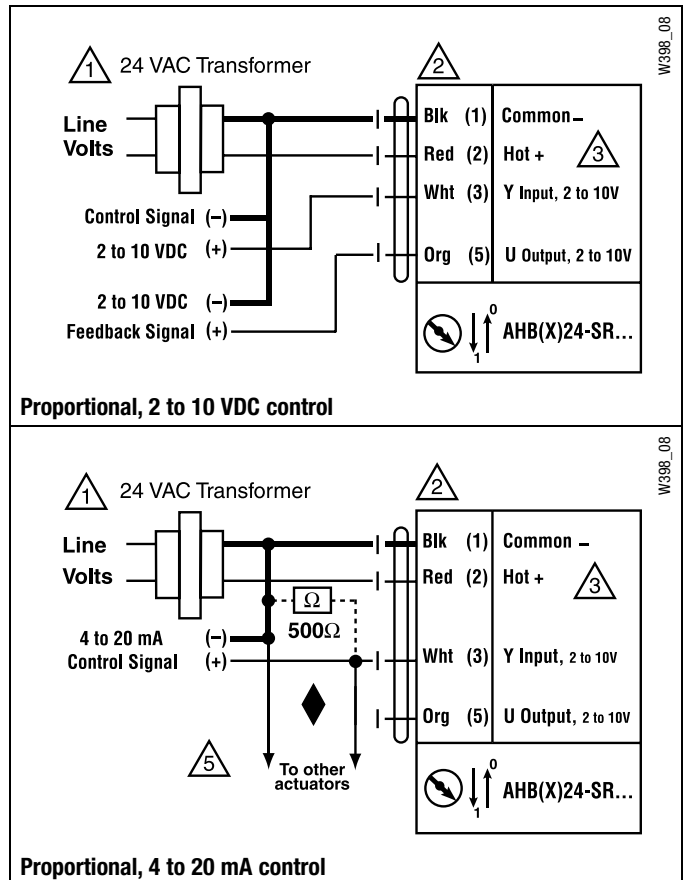 W398_08
1 24 VAC Transformer
2
Line
Volts
Blk (1) Common –
Red (2) Hot +
3
Wht (3) Y Input, 2 to 10V
Org (5) U Output, 2 to 10V
Control Signal (–)
2 to 10 VDC (+)
2 to 10 VDC (–)
Feedback Signal (+)
0
1
AHB(X)24-SR...
Proportional, 2 to 10 VDC control
W398_08
1 24 VAC Transformer
2
Line
Volts
Blk (1) Common –
Red (2) Hot +
3
Ω
500Ω
4 to 20 mA (–)
Control Signal (+)
Wht (3) Y Input, 2 to 10V
Org (5) U Output, 2 to 10V
5
To other
actuators
0
1
AHB(X)24-SR...
Proportional, 4 to 20 mA control